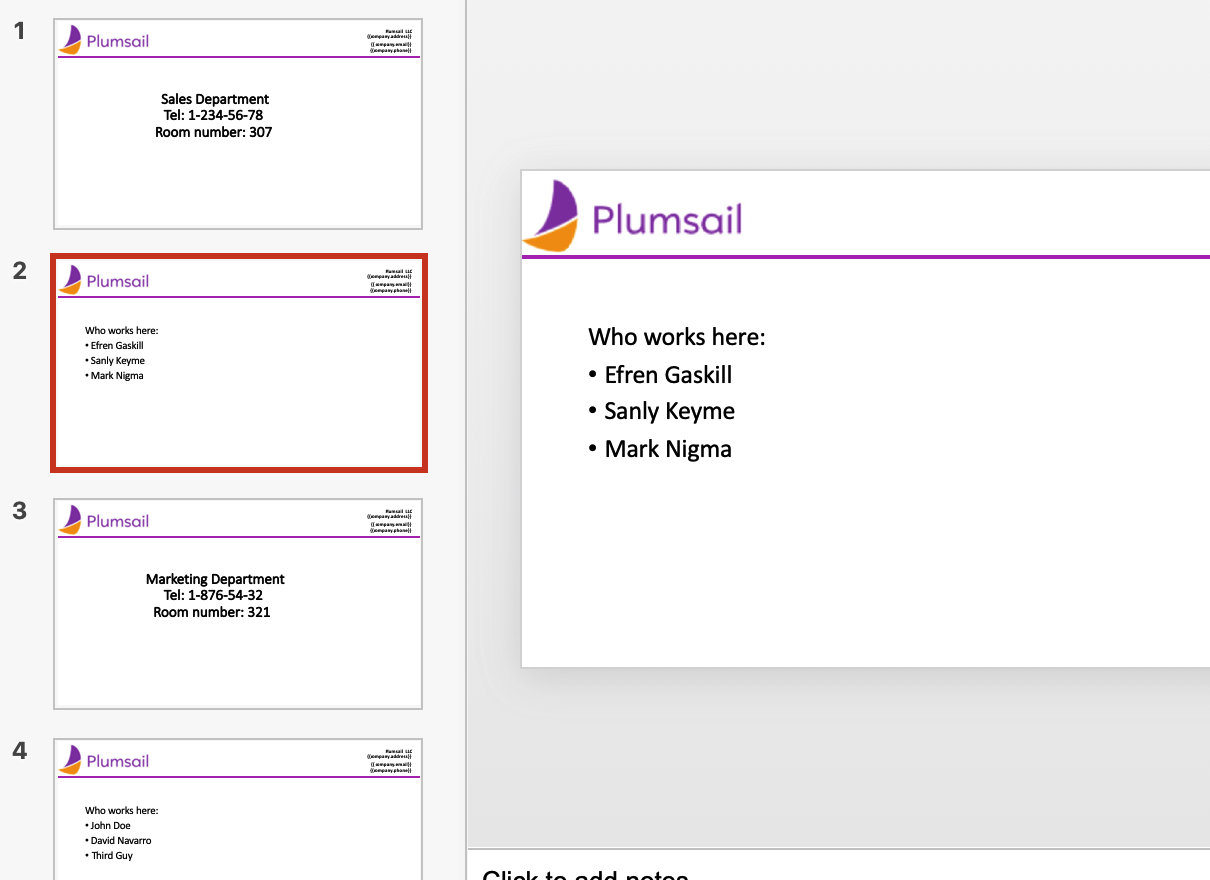 1
Plumsail
Plumsail LLC
{{company.address}}
{{company.email}}
{{company.phone}}
Sales Department
Tel: 1-234-56-78
Room number: 307
2
Plumsail
Plumsail LLC
{{company.address}}
{{company.email}}
{{company.phone}}
Who works here:
• Efren Gaskill
• Sanly Keyme
• Mark Nigma
3
Plumsail
Plumsail LLC
{{company.address}}
{{company.email}}
{{company.phone}}
Marketing Department
Tel: 1-876-54-32
Room number: 321
4
Plumsail
Plumsail LLC
{{company.address}}
{{company.email}}
{{company.phone}}
Who works here:
• John Doe
• David Navarro
• Third Guy
Plumsail
Who works here:
• Efren Gaskill
• Sanly Keyme
• Mark Nigma
Click to add notes